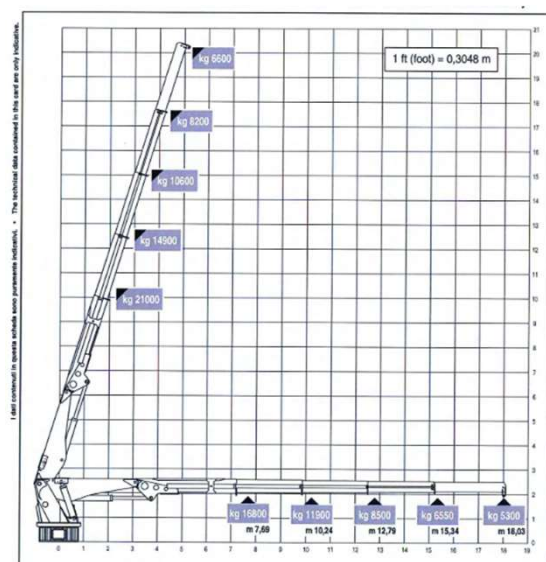 I dati contenuti in questa scheda sono puramente indicativi. • The technical data contained in this card are only indicative.
1 ft (foot) = 0,3048 m
kg 6600
kg 8200
kg 10600
kg 14900
kg 21000
21
20
19
18
17
16
15
14
13
12
11
10
9
8
7
6
5
4
3
2
1
0
kg 16800
kg 11900
kg 8500
kg 6550
kg 5300
m 7,69
m 10,24
m 12,79
m 15,34
m 18,03
0 1 2 3 4 5 6 7 8 9 10 11 12 13 14 15 16 17 18 19